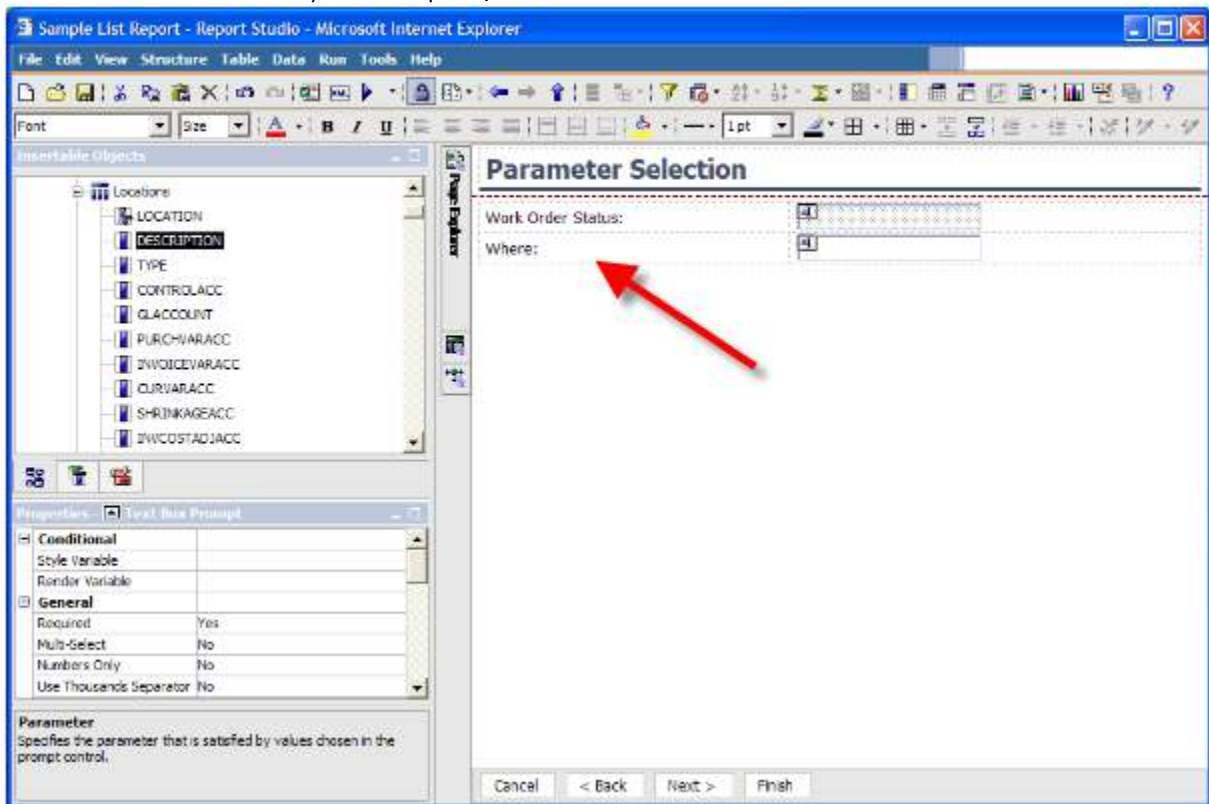 Sample List Report - Report Studio - Microsoft Internet Explorer
File Edit View Structure Table Data Run Tools Help
Font Size B I U 1pt
Insertable Objects
Locations
LOCATION
DESCRIPTION
TYPE
CONTROLACC
GLACCOUNT
PURCHVARACC
INVOICEVARACC
CURVARACC
SHRINKAGEACC
INVCOSTADJACC
Page Explorer
Parameter Selection
Work Order Status:
Where:
Properties - Text Box Prompt
Conditional
Style Variable
Render Variable
General
Required Yes
Multi-Select No
Numbers Only No
Use Thousands Separator No
Parameter
Specifies the parameter that is satisfied by values chosen in the
prompt control.
Cancel < Back Next > Finish